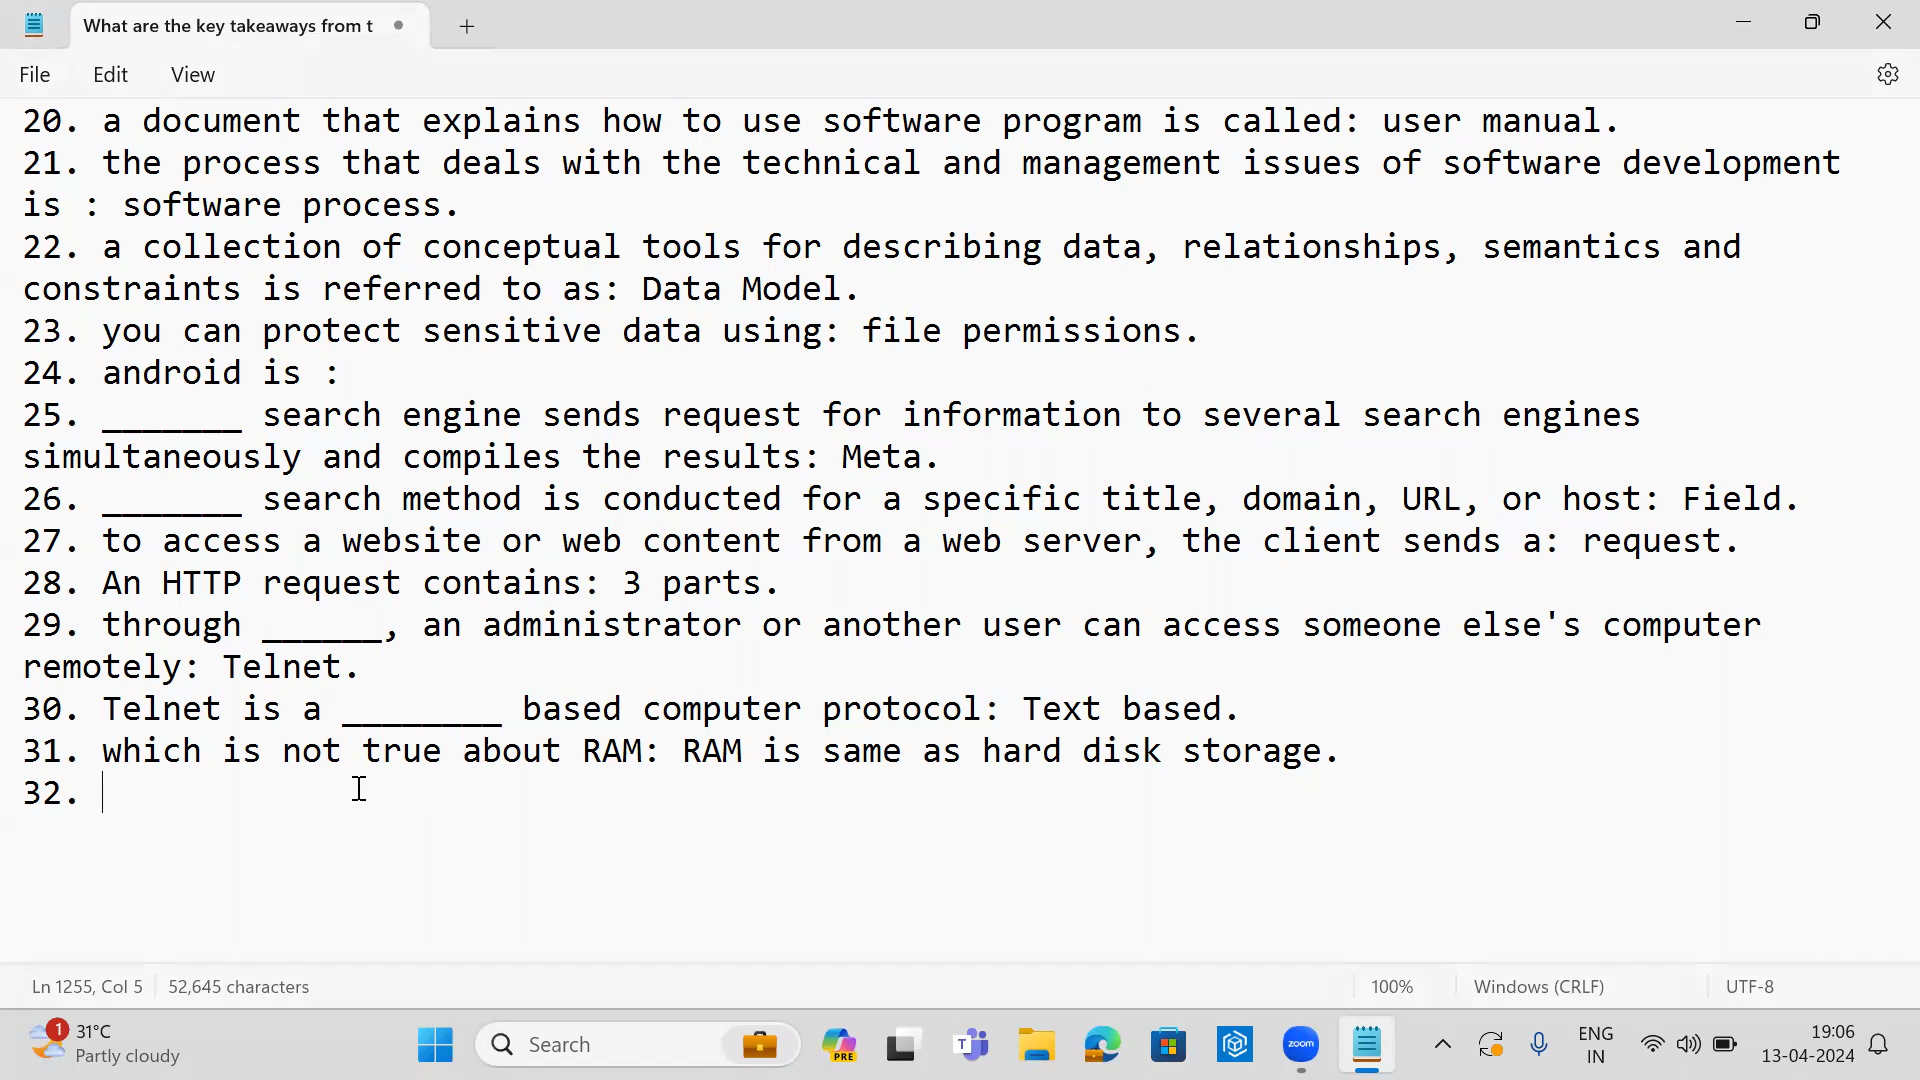 What are the key takeaways from t
File Edit View
20. a document that explains how to use software program is called: user manual.
21. the process that deals with the technical and management issues of software development
is : software process.
22. a collection of conceptual tools for describing data, relationships, semantics and
constraints is referred to as: Data Model.
23. you can protect sensitive data using: file permissions.
24. android is :
25. _______ search engine sends request for information to several search engines
simultaneously and compiles the results: Meta.
26. _______ search method is conducted for a specific title, domain, URL, or host: Field.
27. to access a website or web content from a web server, the client sends a: request.
28. An HTTP request contains: 3 parts.
29. through ______, an administrator or another user can access someone else's computer
remotely: Telnet.
30. Telnet is a ________ based computer protocol: Text based.
31. which is not true about RAM: RAM is same as hard disk storage.
32.
Ln 1255, Col 5 52,645 characters 100% Windows (CRLF) UTF-8
1 31°C
Partly cloudy
Search
PRE
T
zoom
ENG
IN
19:06
13-04-2024